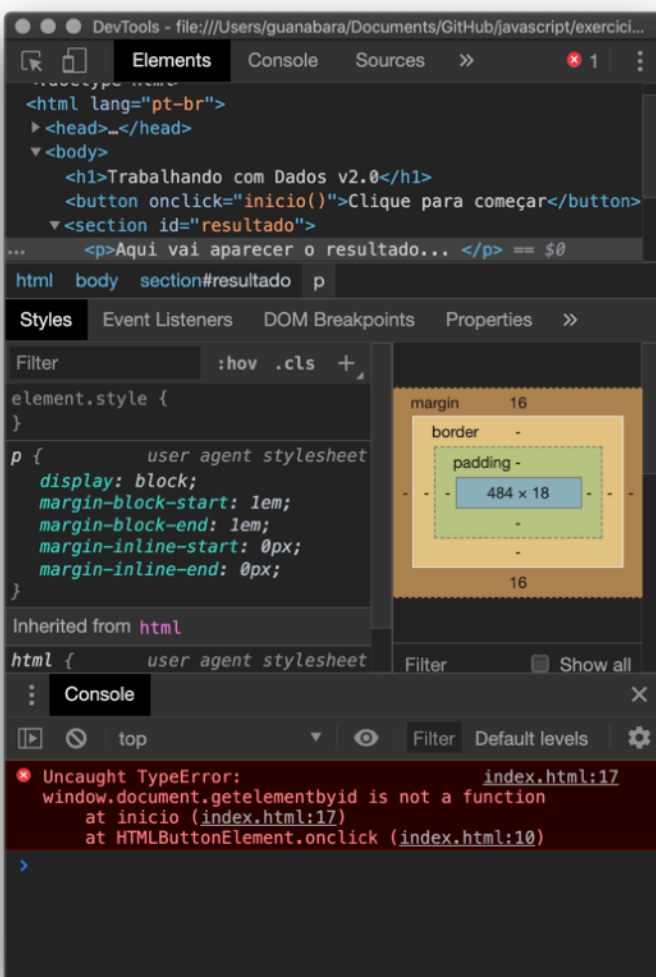 DevTools - file:///Users/guanabara/Documents/GitHub/javascript/exercici...
Elements Console Sources » 1
<!doctype html>
<html lang="pt-br">
<head>…</head>
<body>
<h1>Trabalhando com Dados v2.0</h1>
<button onclick="inicio()">Clique para começar</button>
<section id="resultado">
... <p>Aqui vai aparecer o resultado... </p> == $0
html body section#resultado p
Styles Event Listeners DOM Breakpoints Properties »
Filter :hov .cls +
element.style {
}
p { user agent stylesheet
display: block;
margin-block-start: 1em;
margin-block-end: 1em;
margin-inline-start: 0px;
margin-inline-end: 0px;
}
Inherited from html
html { user agent stylesheet
margin 16
border -
padding -
- - - 484 × 18 - - -
-
-
16
Filter Show all
Console
top Filter Default levels
Uncaught TypeError: index.html:17
window.document.getelementbyid is not a function
at inicio (index.html:17)
at HTMLButtonElement.onclick (index.html:10)
>